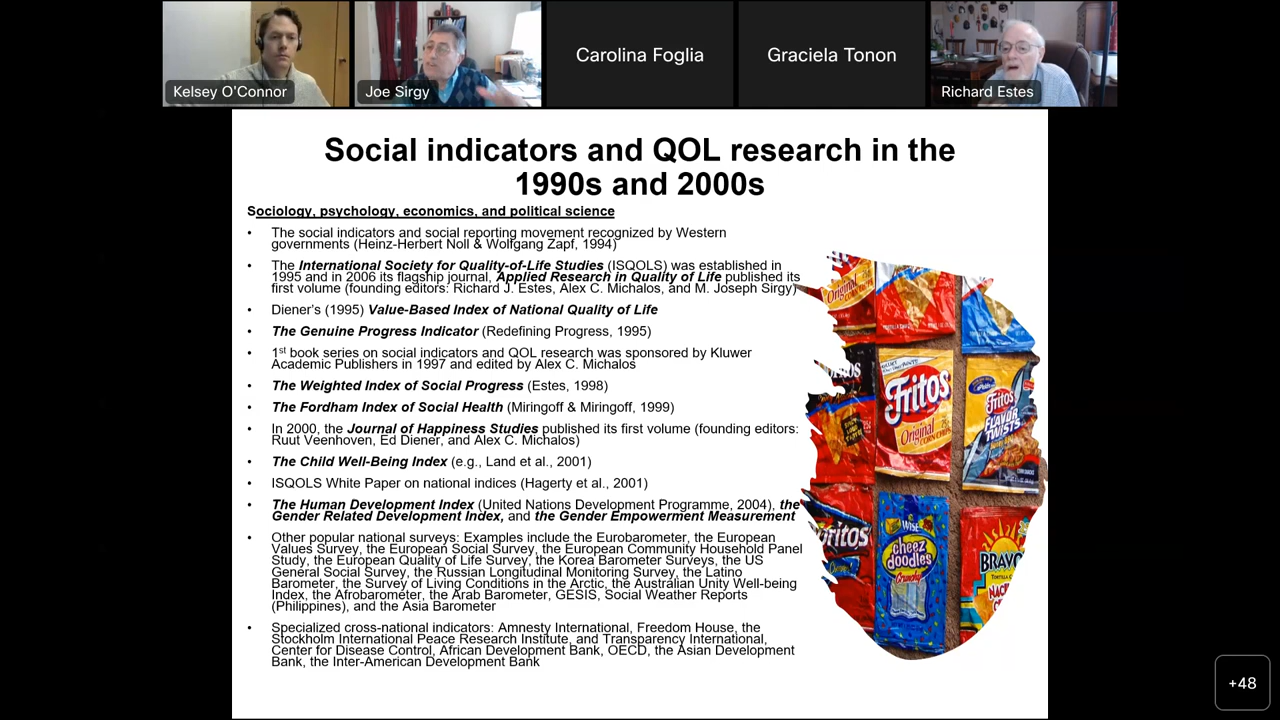 Carolina Foglia
Graciela Tonon
Kelsey O'Connor
Joe Sirgy
Richard Estes
Social indicators and QOL research in the
1990s and 2000s
Sociology, psychology, economics, and political science
• The social indicators and social reporting movement recognized by Western
governments (Heinz-Herbert Noll & Wolfgang Zapf, 1994)
• The International Society for Quality-of-Life Studies (ISQOLS) was established in
1995 and in 2006 its flagship journal, Applied Research in Quality of Life published its
first volume (founding editors: Richard J. Estes, Alex C. Michalos, and M. Joseph Sirgy)
• Diener's (1995) Value-Based Index of National Quality of Life
• The Genuine Progress Indicator (Redefining Progress, 1995)
• 1st book series on social indicators and QOL research was sponsored by Kluwer
Academic Publishers in 1997 and edited by Alex C. Michalos
• The Weighted Index of Social Progress (Estes, 1998)
• The Fordham Index of Social Health (Miringoff & Miringoff, 1999)
• In 2000, the Journal of Happiness Studies published its first volume (founding editors:
Ruut Veenhoven, Ed Diener, and Alex C. Michalos)
• The Child Well-Being Index (e.g., Land et al., 2001)
• ISQOLS White Paper on national indices (Hagerty et al., 2001)
• The Human Development Index (United Nations Development Programme, 2004), the
Gender Related Development Index, and the Gender Empowerment Measurement
• Other popular national surveys: Examples include the Eurobarometer, the European
Values Survey, the European Social Survey, the European Community Household Panel
Study, the European Quality of Life Survey, the Korea Barometer Surveys, the US
General Social Survey, the Russian Longitudinal Monitoring Survey, the Latino
Barometer, the Survey of Living Conditions in the Arctic, the Australian Unity Well-being
Index, the Afrobarometer, the Arab Barometer, GESIS, Social Weather Reports
(Philippines), and the Asia Barometer
• Specialized cross-national indicators: Amnesty International, Freedom House, the
Stockholm International Peace Research Institute, and Transparency International,
Center for Disease Control, African Development Bank, OECD, the Asian Development
Bank, the Inter-American Development Bank
Original
Fritos
Original
CORN CHIPS
Fritos
FLAVOR
TWISTS
ritos
WISE
cheez
doodles
Crunchy
BRAVO
+48